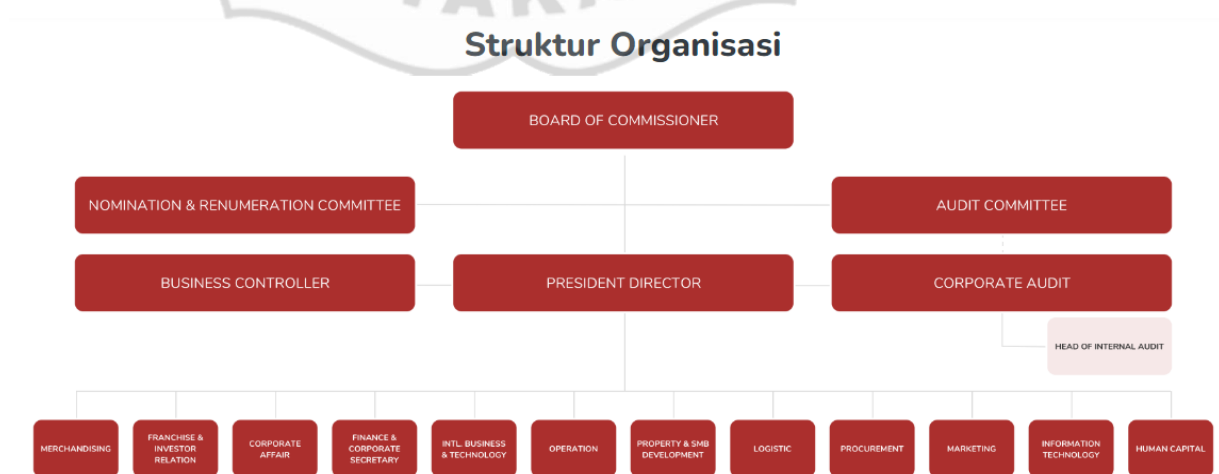 Struktur Organisasi
BOARD OF COMMISSIONER
NOMINATION & RENUMERATION COMMITTEE
AUDIT COMMITTEE
BUSINESS CONTROLLER
PRESIDENT DIRECTOR
CORPORATE AUDIT
HEAD OF INTERNAL AUDIT
MERCHANDISING
FRANCHISE &
INVESTOR
RELATION
CORPORATE
AFFAIR
FINANCE &
CORPORATE
SECRETARY
INTL. BUSINESS
& TECHNOLOGY
OPERATION
PROPERTY & SMB
DEVELOPMENT
LOGISTIC
PROCUREMENT
MARKETING
INFORMATION
TECHNOLOGY
HUMAN CAPITAL